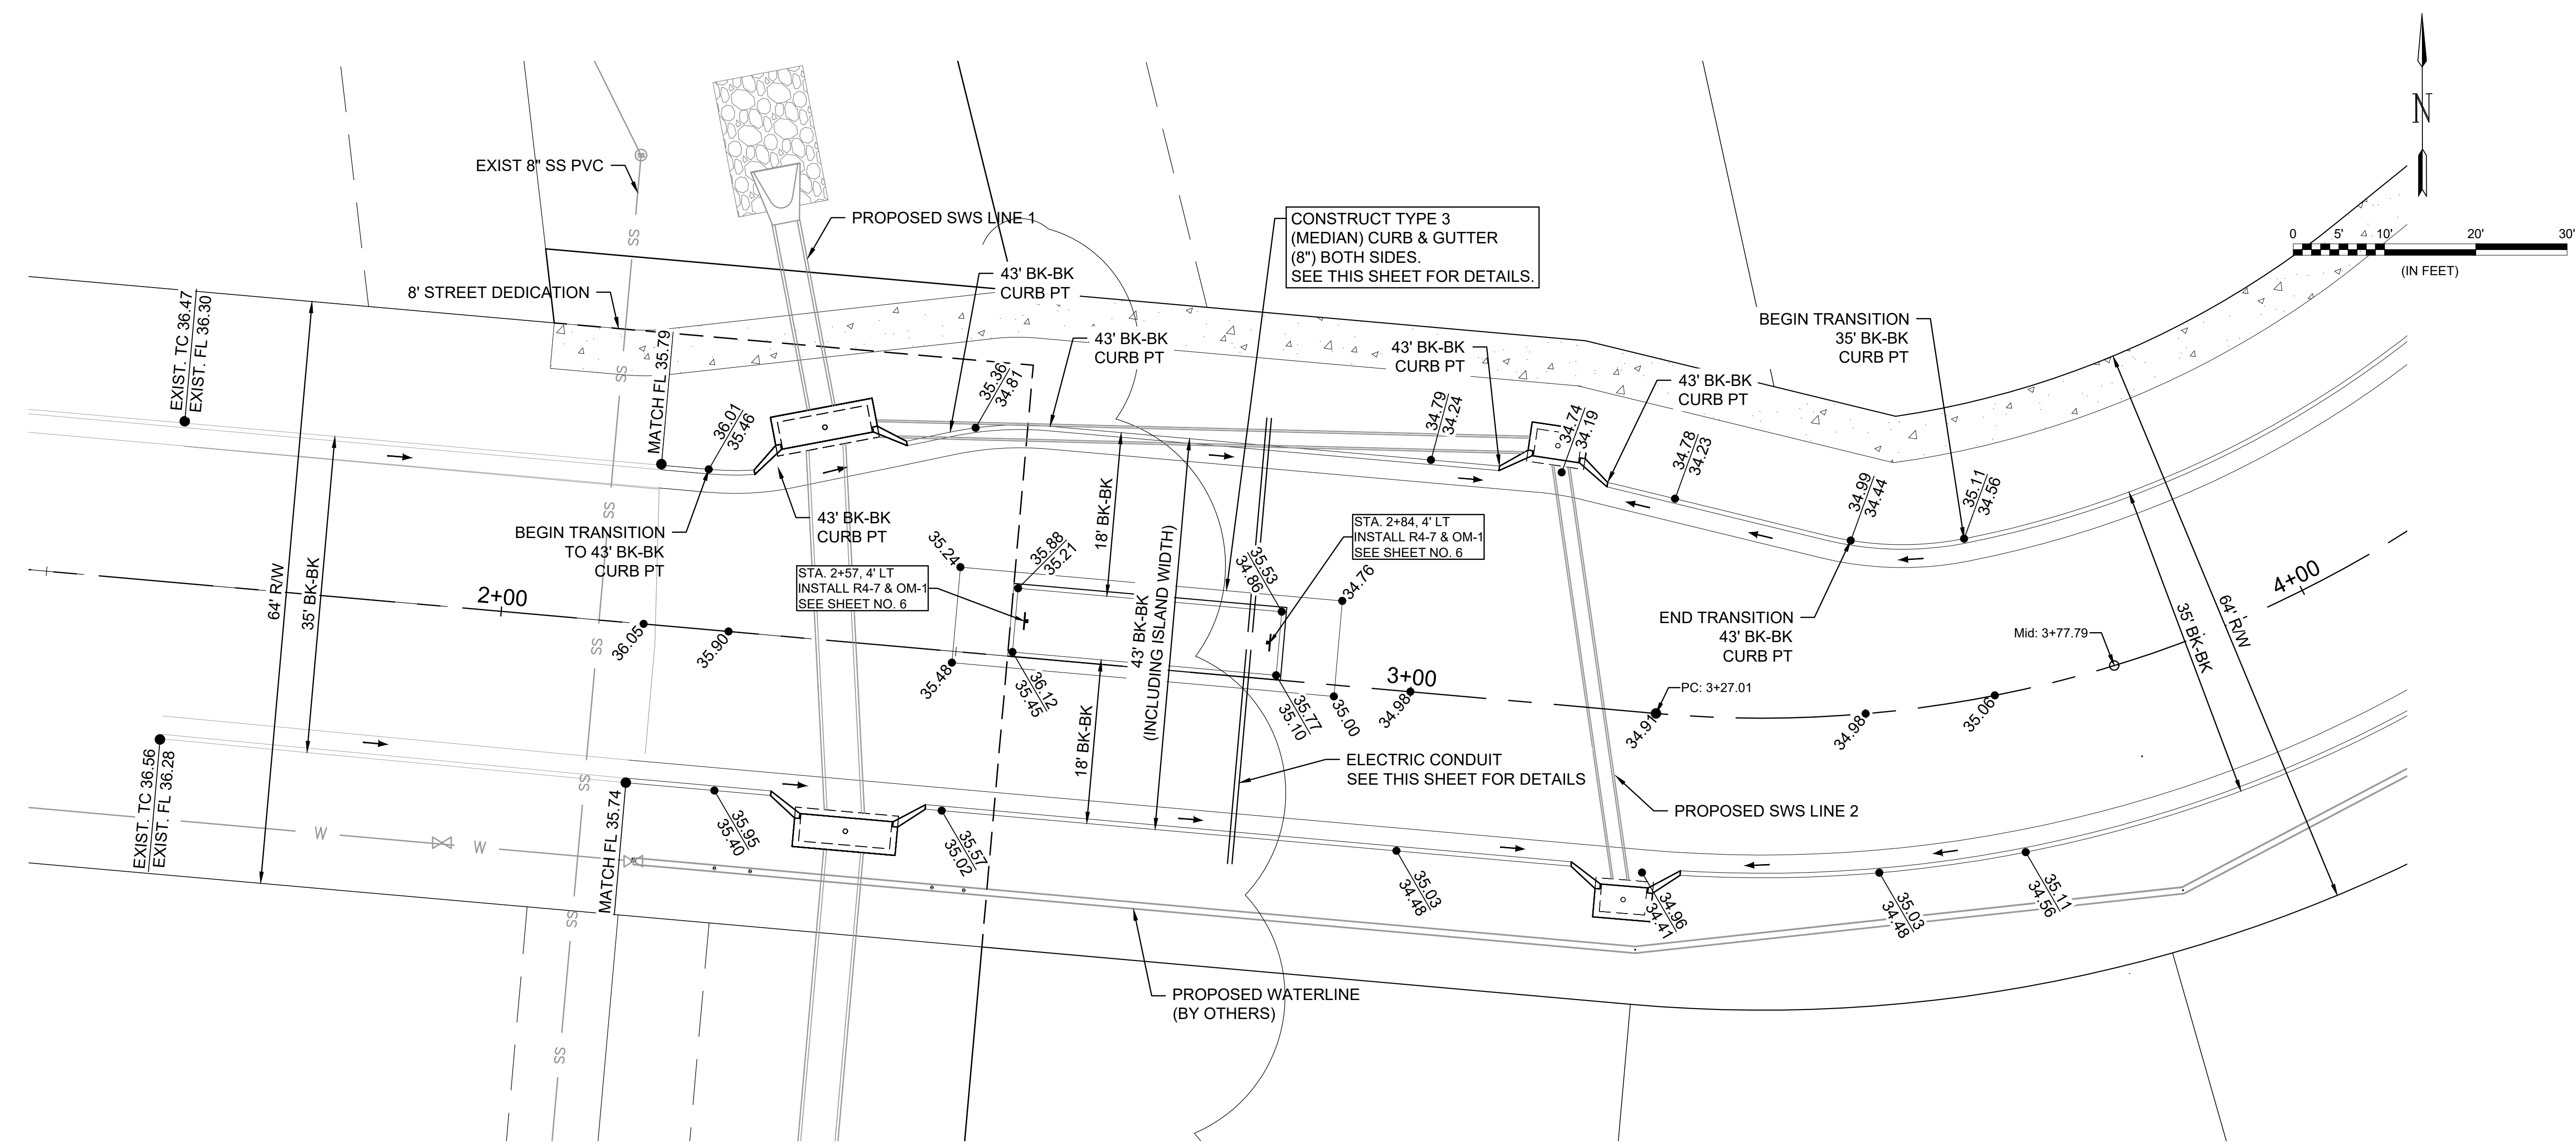 N
0 5' 10' 20' 30'
(IN FEET)
EXIST 8" SS PVC
SS
PROPOSED SWS LINE 1
CONSTRUCT TYPE 3
(MEDIAN) CURB & GUTTER
(8") BOTH SIDES.
SEE THIS SHEET FOR DETAILS.
8' STREET DEDICATION
43' BK-BK
CURB PT
43' BK-BK
CURB PT
43' BK-BK
CURB PT
43' BK-BK
CURB PT
BEGIN TRANSITION
35' BK-BK
CURB PT
EXIST. TC 36.47
EXIST. FL 36.30
SS
MATCH FL 35.79
36.01
35.46
35.36
34.81
34.79
34.24
34.74
34.19
34.78
34.23
34.99
34.44
35.11
34.56
SS
BEGIN TRANSITION
TO 43' BK-BK
CURB PT
43' BK-BK
CURB PT
64' R/W
35' BK-BK
18' BK-BK
43' BK-BK
(INCLUDING ISLAND WIDTH)
18' BK-BK
STA. 2+57, 4' LT
INSTALL R4-7 & OM-1
SEE SHEET NO. 6
STA. 2+84, 4' LT
INSTALL R4-7 & OM-1
SEE SHEET NO. 6
35.24
35.88
35.21
35.53
34.86
34.76
2+00
36.05
35.90
SS
35.48
36.12
35.45
35.77
35.10
35.00
3+00
34.98
34.91
PC: 3+27.01
34.98
35.06
Mid: 3+77.79
4+00
END TRANSITION
43' BK-BK
CURB PT
35' BK-BK
64' R/W
ELECTRIC CONDUIT
SEE THIS SHEET FOR DETAILS
PROPOSED SWS LINE 2
EXIST. TC 36.56
EXIST. FL 36.28
W
W
SS
MATCH FL 35.74
35.95
35.40
35.57
35.02
35.03
34.48
34.96
34.41
35.03
34.48
35.11
34.56
SS
PROPOSED WATERLINE
(BY OTHERS)
SS